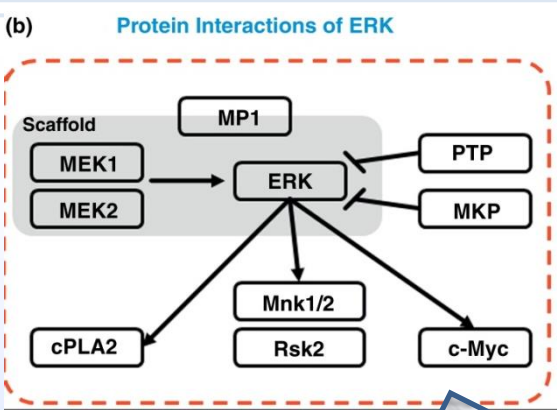 (b) Protein Interactions of ERK
MP1
Scaffold
MEK1
MEK2
ERK
PTP
MKP
Mnk1/2
Rsk2
cPLA2
c-Myc